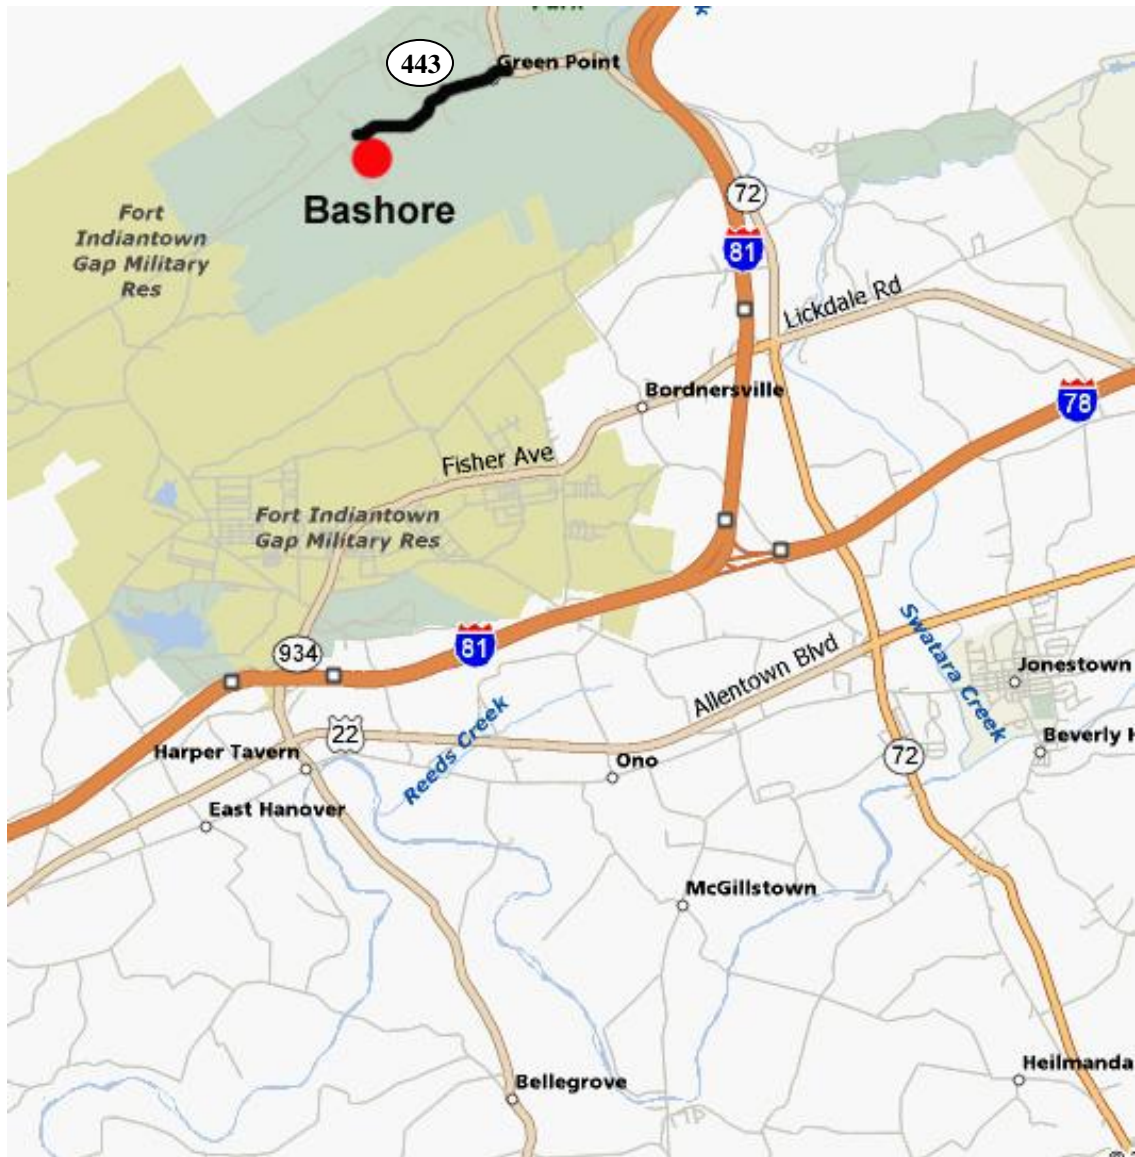 443
Green Point
72
Bashore
81
Fort
Indiantown
Gap Military
Res
Lickdale Rd
Bordnersville
78
Fisher Ave
Fort Indiantown
Gap Military Res
Swatara Creek
81
934
Allentown Blvd
Jonestown
Reeds Creek
22
Beverly H
Harper Tavern
Ono
72
East Hanover
McGillstown
Heilmanda
Bellegrove